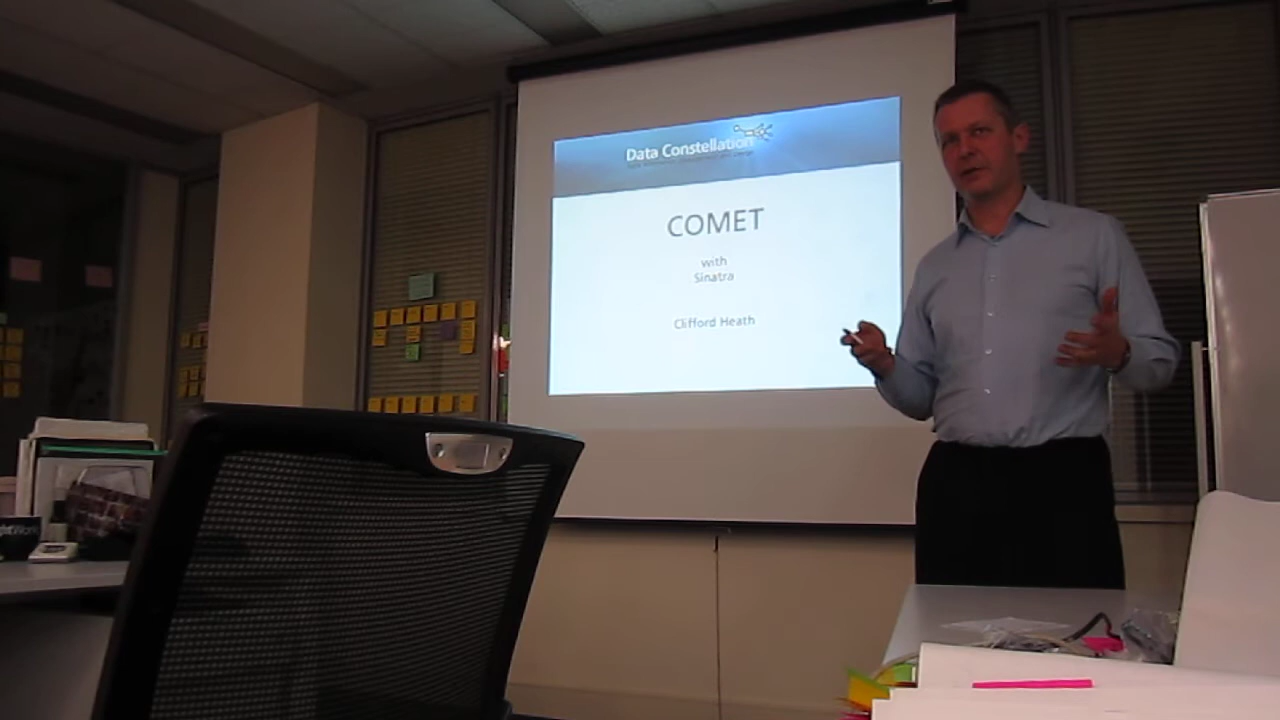 Data Constellation
COMET
with
Sinatra
Clifford Heath